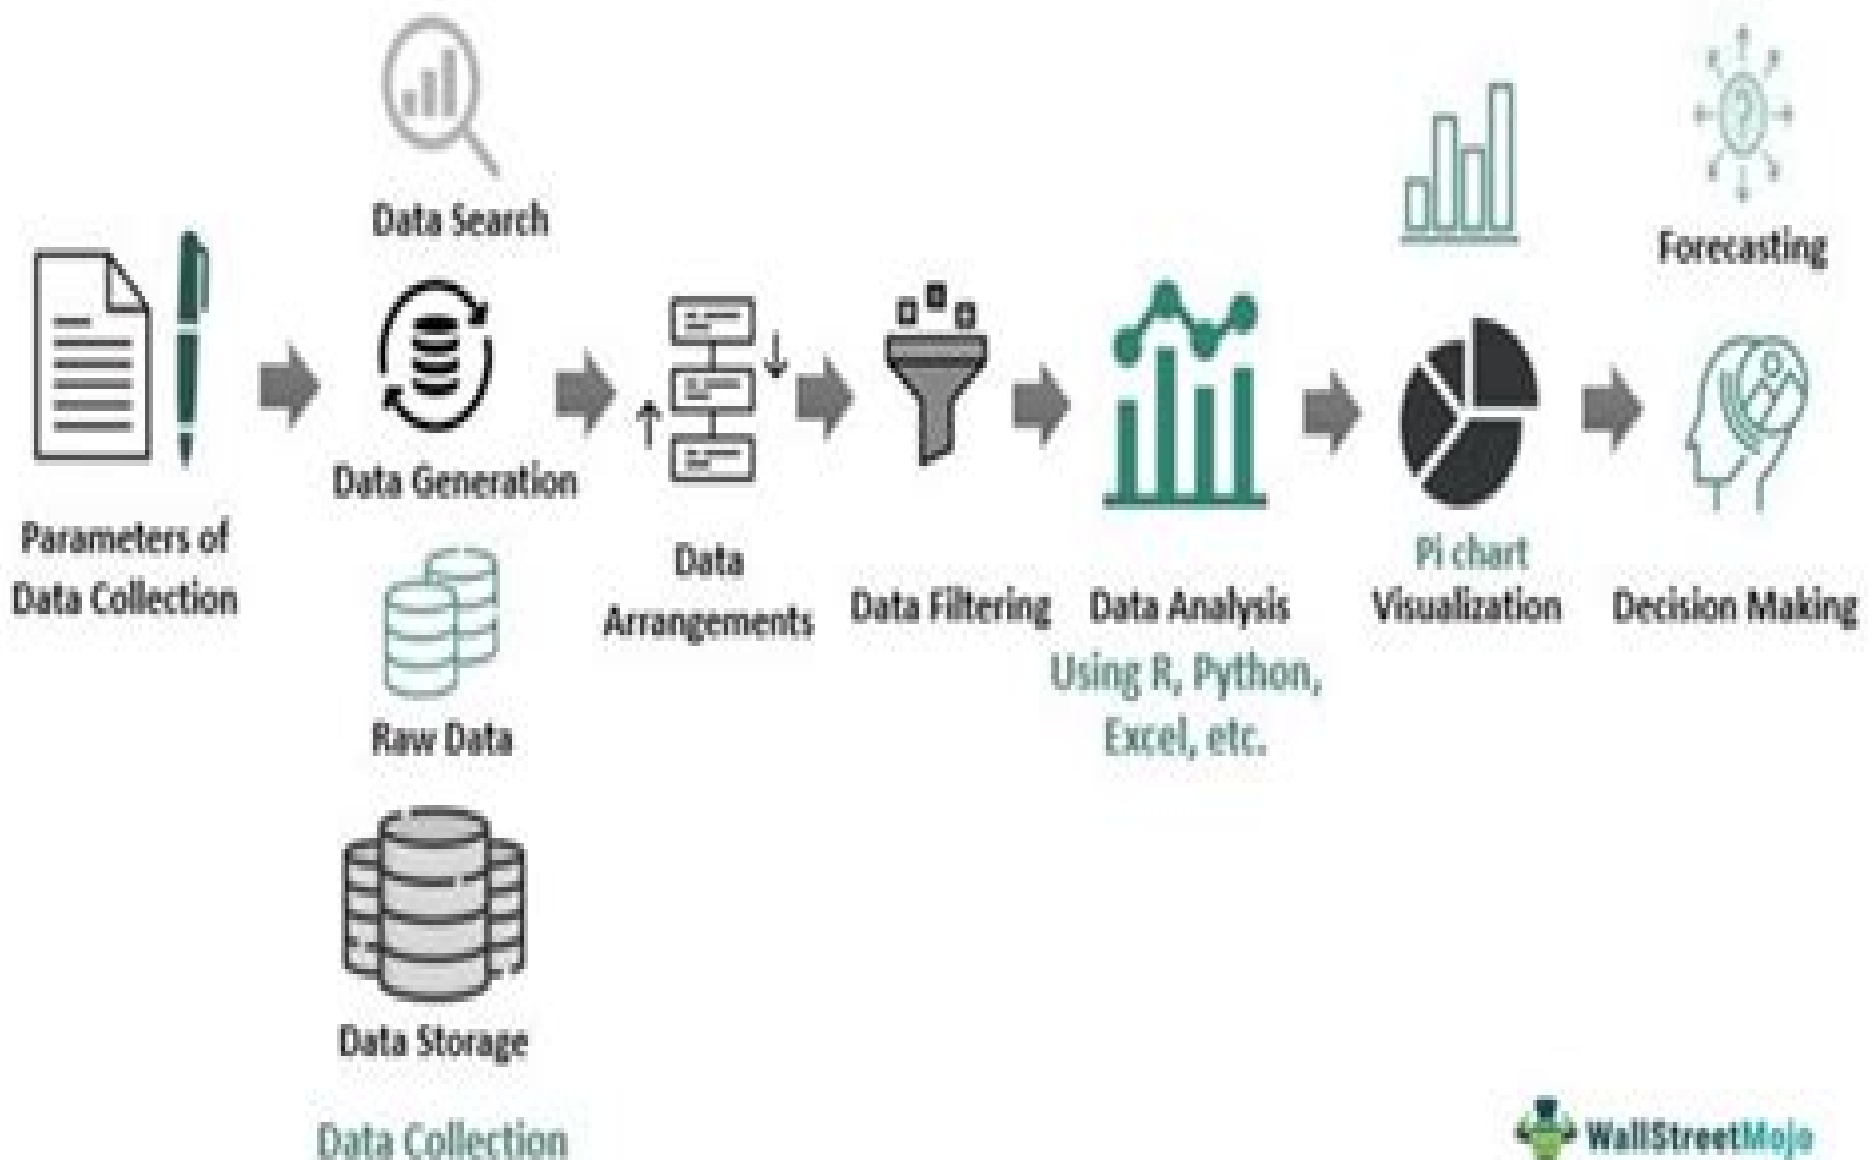 Parameters of
Data Collection
Data Search
Data Generation
Raw Data
Data Storage
Data Collection
Data
Arrangements
Data Filtering
Data Analysis
Using R, Python,
Excel, etc.
Pi chart
Visualization
Forecasting
?
Decision Making
WallStreetMojo